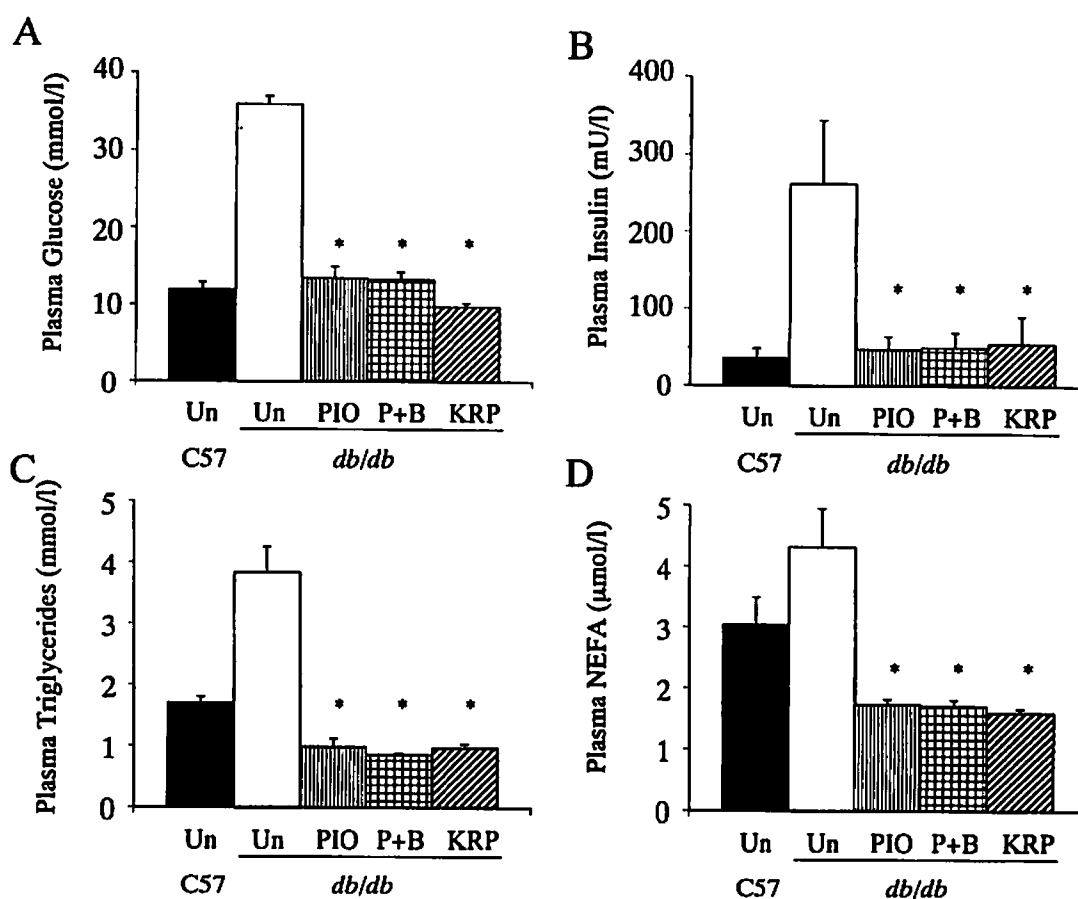 A
Plasma Glucose (mmol/l)
40
30
20
10
0
* * *
Un Un PIO P+B KRP
C57 db/db
B
Plasma Insulin (mU/l)
400
300
200
100
0
* * *
Un Un PIO P+B KRP
C57 db/db
C
Plasma Triglycerides (mmol/l)
5
4
3
2
1
0
* * *
Un Un PIO P+B KRP
C57 db/db
D
Plasma NEFA (μmol/l)
5
4
3
2
1
0
* * *
Un Un PIO P+B KRP
C57 db/db